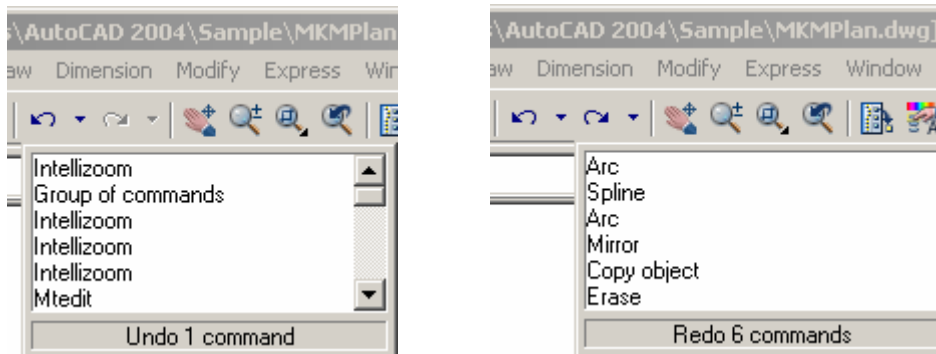 \AutoCAD 2004\Sample\MKMPlan
aw Dimension Modify Express Win
Intellizoom
Group of commands
Intellizoom
Intellizoom
Intellizoom
Mtedit
Undo 1 command
\AutoCAD 2004\Sample\MKMPlan.dwg]
aw Dimension Modify Express Window
Arc
Spline
Arc
Mirror
Copy object
Erase
Redo 6 commands